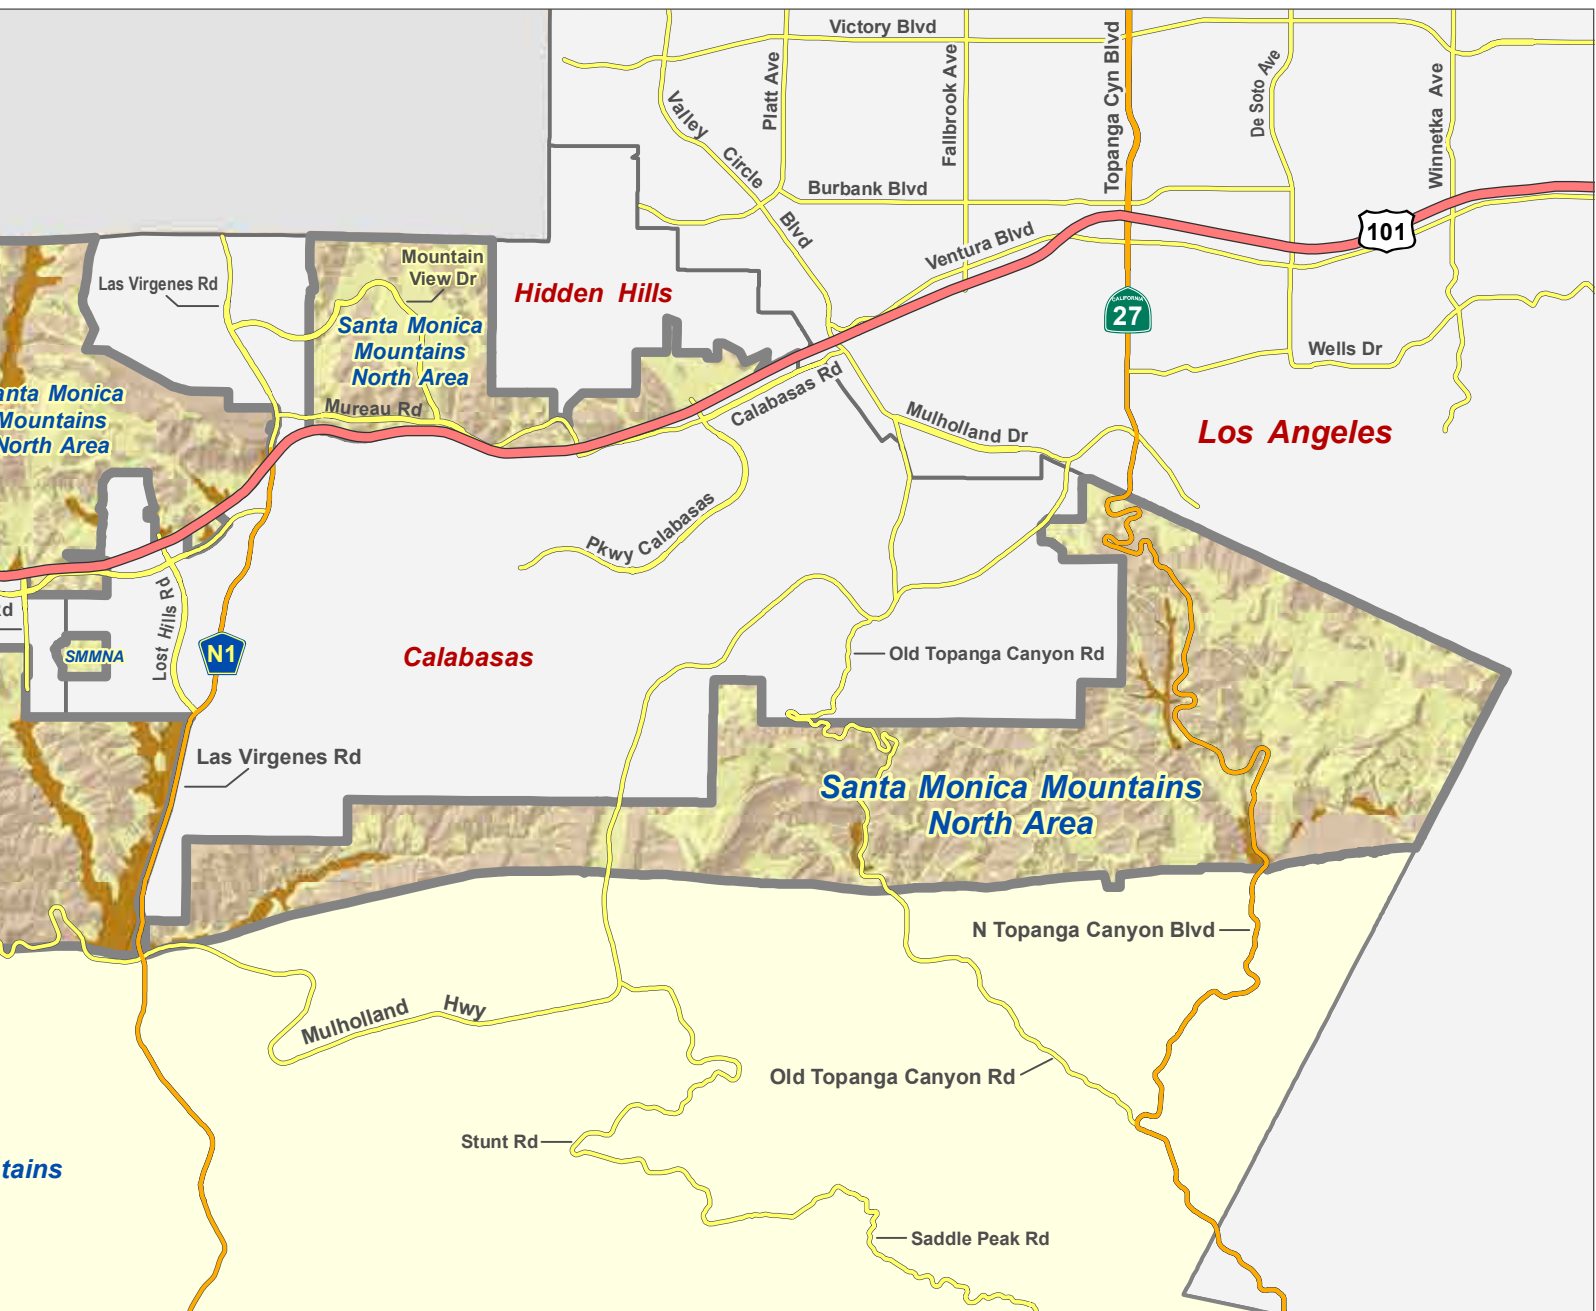 Victory Blvd
Platt Ave
Fallbrook Ave
Topanga Cyn Blvd
De Soto Ave
Winnetka Ave
Valley Circle Blvd
Burbank Blvd
Ventura Blvd
101
Mountain
View Dr
Las Virgenes Rd
Hidden Hills
CALIFORNIA
27
Santa Monica
Mountains
North Area
Wells Dr
anta Monica
Mountains
North Area
Mureau Rd
Calabasas Rd
Mulholland Dr
Los Angeles
Pkwy Calabasas
Lost Hills Rd
Rd
SMMNA
N1
Calabasas
Old Topanga Canyon Rd
Las Virgenes Rd
Santa Monica Mountains
North Area
N Topanga Canyon Blvd
Mulholland Hwy
Old Topanga Canyon Rd
Stunt Rd
tains
Saddle Peak Rd